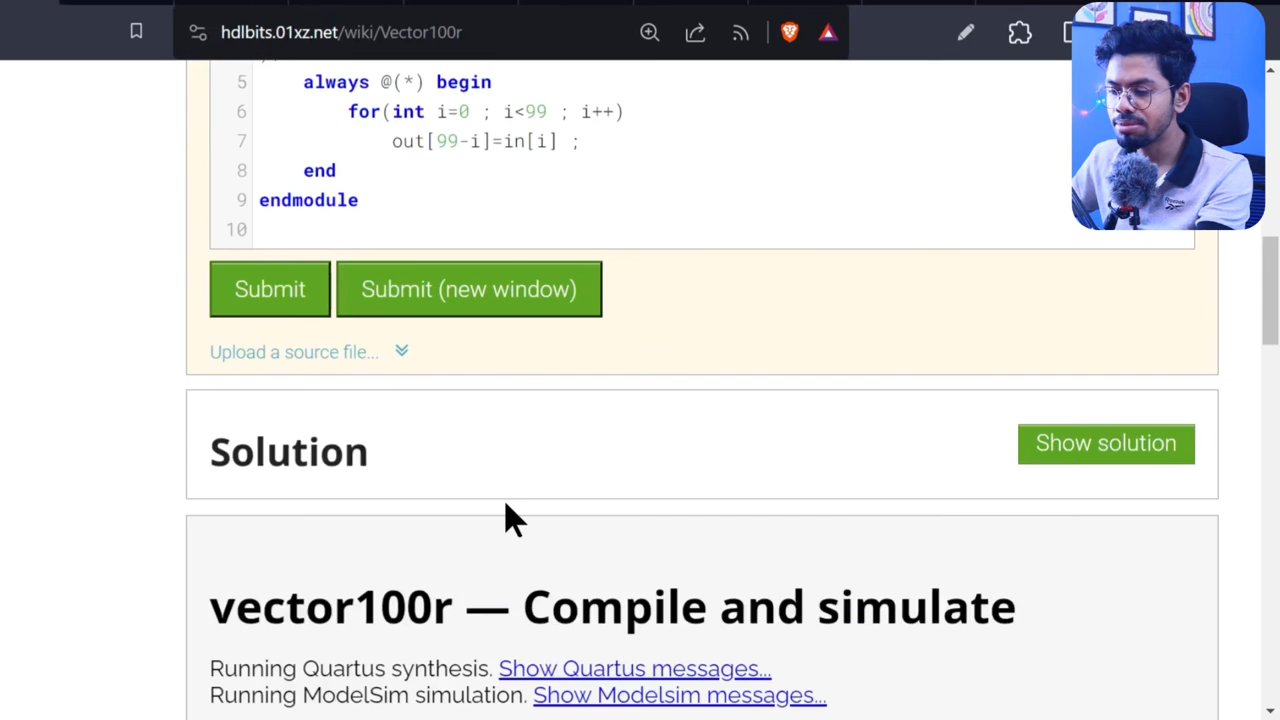 hdlbits.01xz.net/wiki/Vector100r
5 always @(*) begin
6 for(int i=0 ; i<99 ; i++)
7 out[99-i]=in[i] ;
8 end
9 endmodule
10
Submit
Submit (new window)
Upload a source file...
Solution
Show solution
vector100r — Compile and simulate
Running Quartus synthesis. Show Quartus messages...
Running ModelSim simulation. Show Modelsim messages...